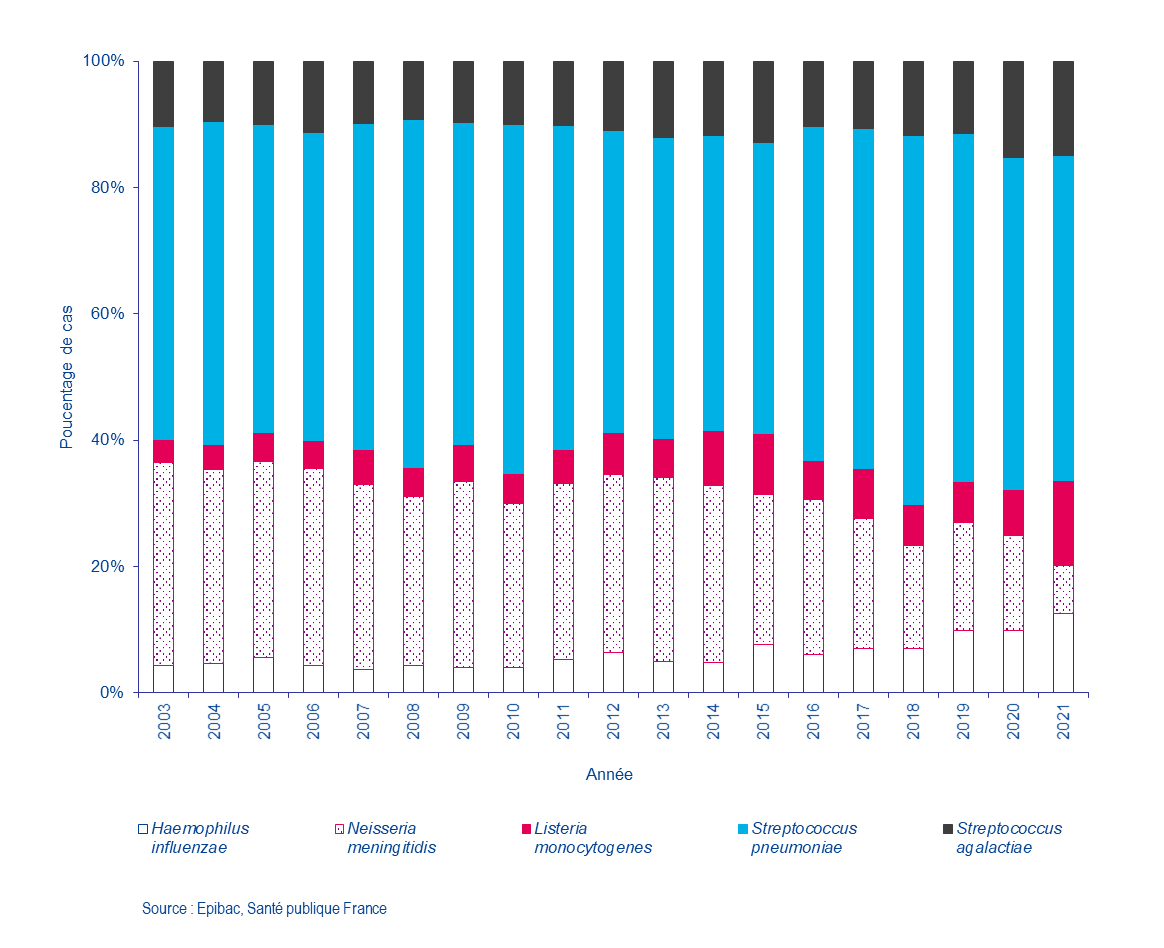 100%
80%
60%
40%
20%
0%
Poucentage de cas
2003
2004
2005
2006
2007
2008
2009
2010
2011
2012
2013
2014
2015
2016
2017
2018
2019
2020
2021
Année
Haemophilus
influenzae
Neisseria
meningitidis
Listeria
monocytogenes
Streptococcus
pneumoniae
Streptococcus
agalactiae
Source : Epibac, Santé publique France